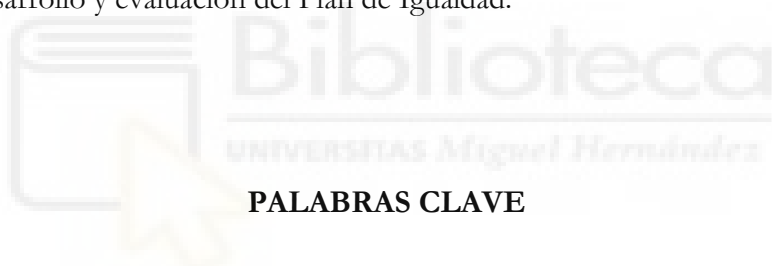 sarrollo y evaluación del Plan de Igualdad.
Biblioteca
UNIVERSITAS Miguel Hernández
PALABRAS CLAVE